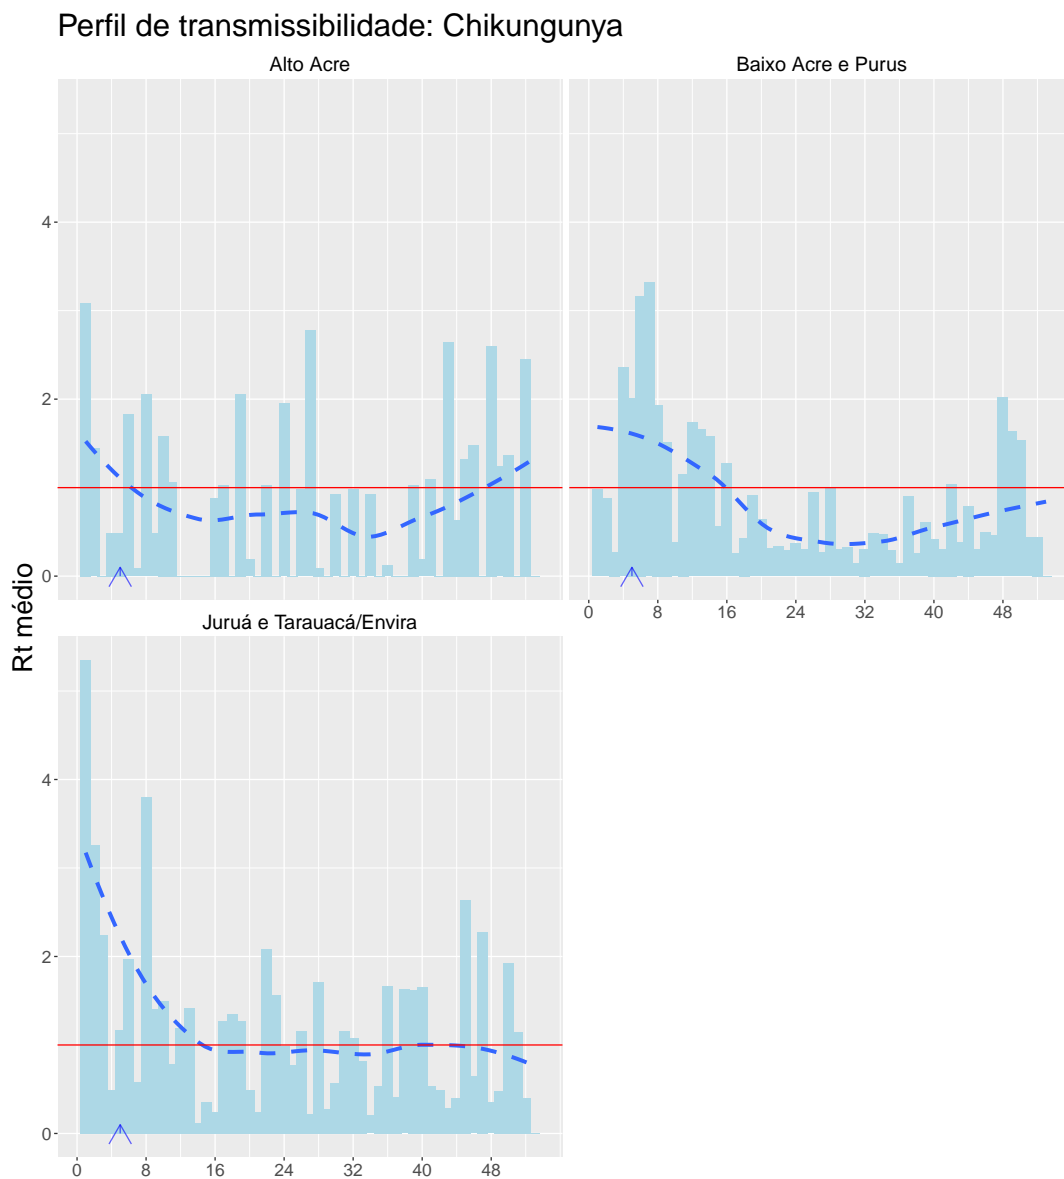 Perfil de transmissibilidade: Chikungunya
Alto Acre
Baixo Acre e Purus
4
2
0
0 8 16 24 32 40 48
Rt médio
Juruá e Tarauacá/Envira
4
2
0
0 8 16 24 32 40 48